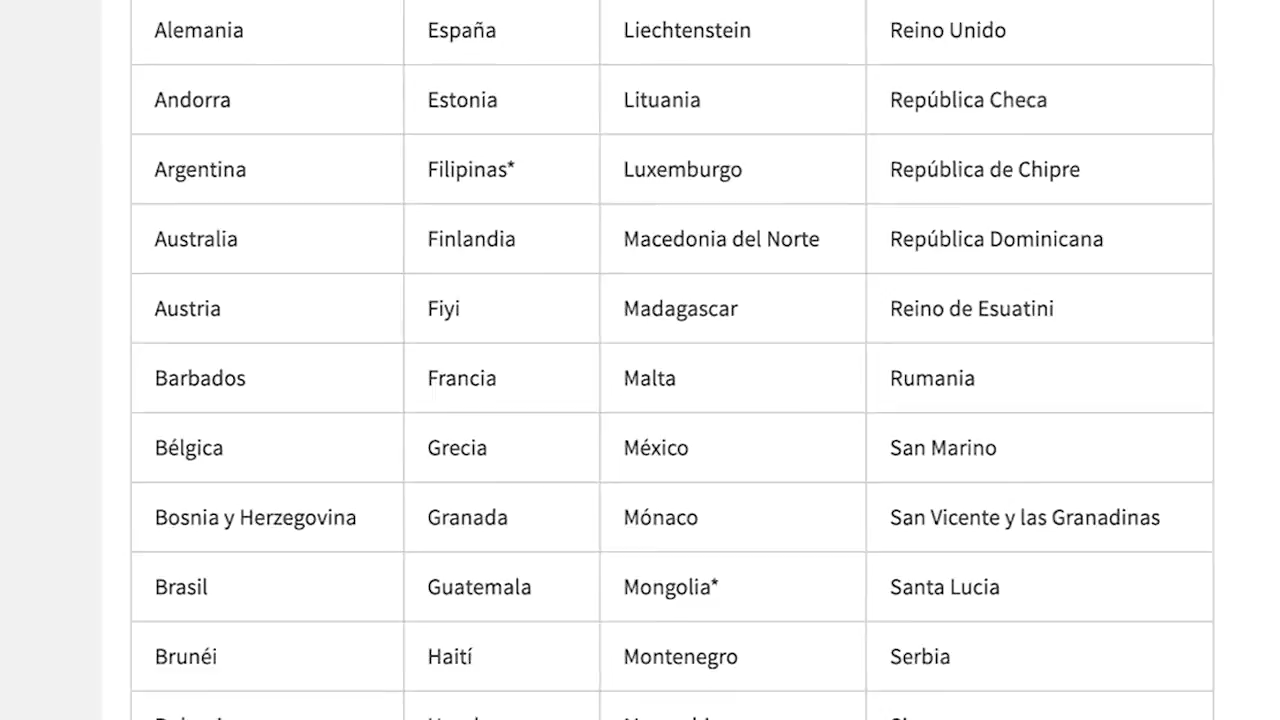 Alemania España Liechtenstein Reino Unido
Andorra Estonia Lituania República Checa
Argentina Filipinas* Luxemburgo República de Chipre
Australia Finlandia Macedonia del Norte República Dominicana
Austria Fiyi Madagascar Reino de Esuatini
Barbados Francia Malta Rumania
Bélgica Grecia México San Marino
Bosnia y Herzegovina Granada Mónaco San Vicente y las Granadinas
Brasil Guatemala Mongolia* Santa Lucia
Brunéi Haití Montenegro Serbia